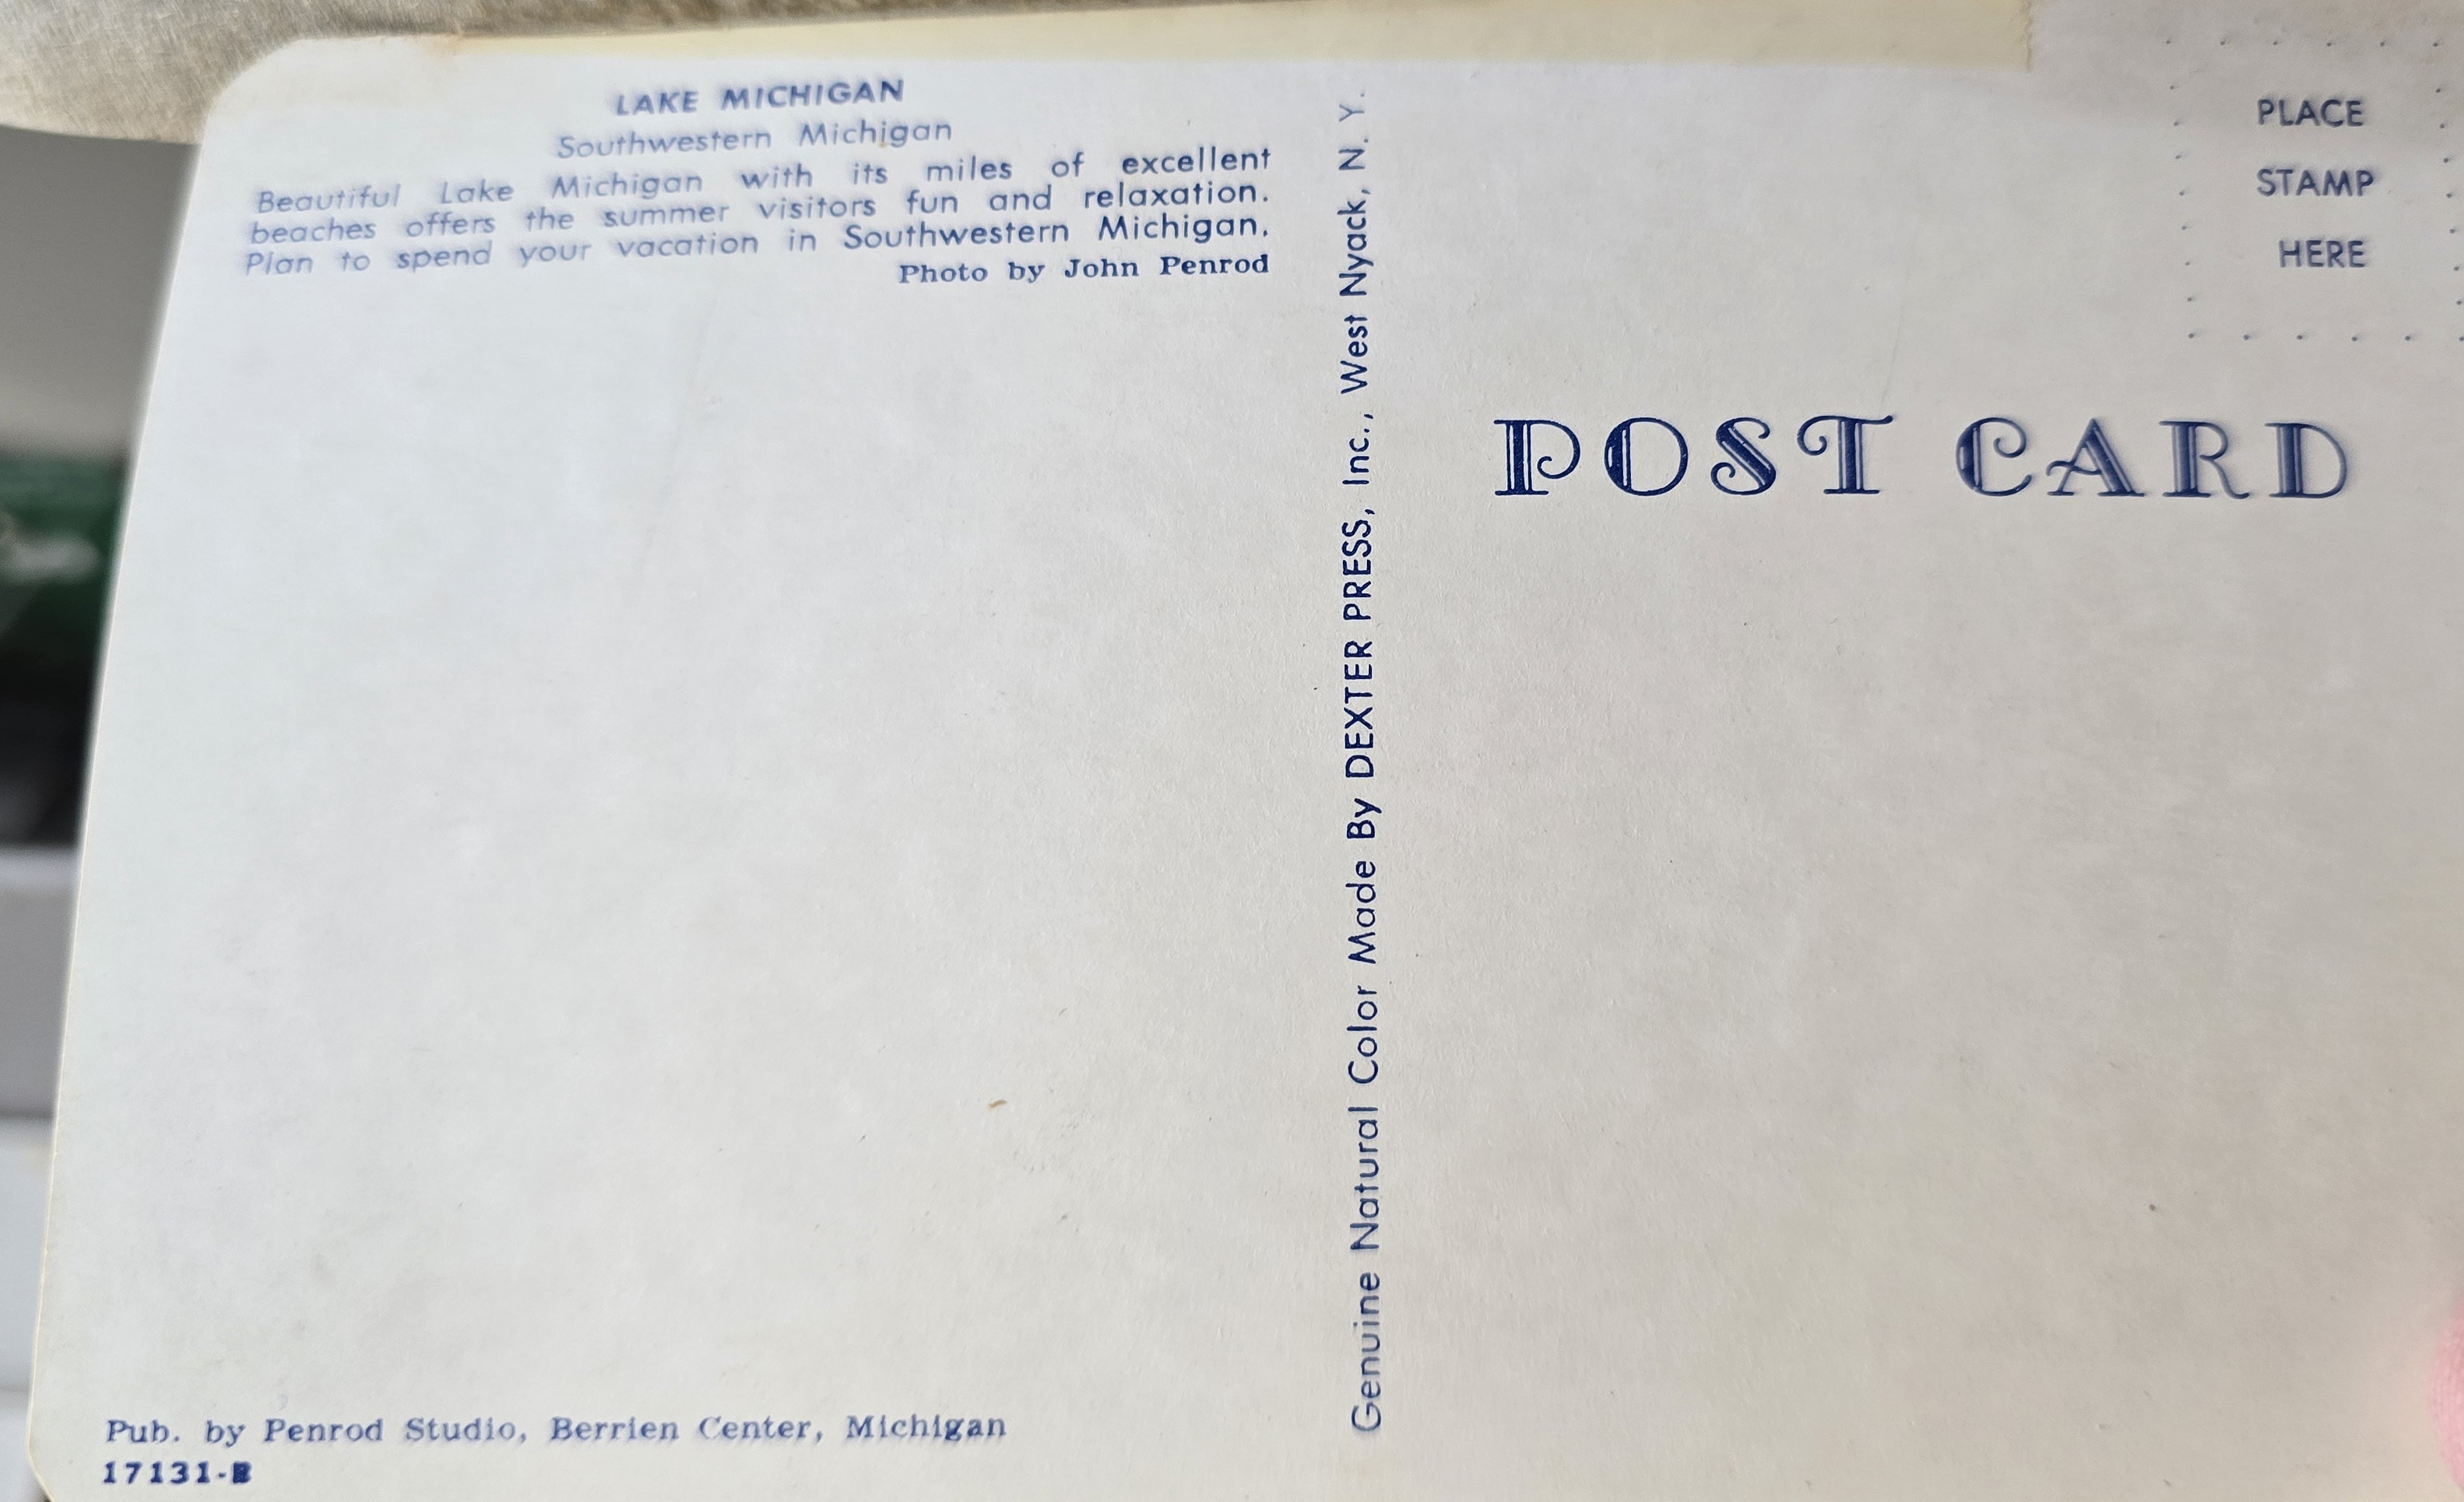 LAKE MICHIGAN
Southwestern Michigan
Beautiful Lake Michigan with its miles of excellent
beaches offers the summer visitors fun and relaxation.
Plan to spend your vacation in Southwestern Michigan.
Photo by John Penrod
Genuine Natural Color Made By DEXTER PRESS, Inc., West Nyack, N. Y.
PLACE
STAMP
HERE
POST CARD
Pub. by Penrod Studio, Berrien Center, Michigan
17131-B